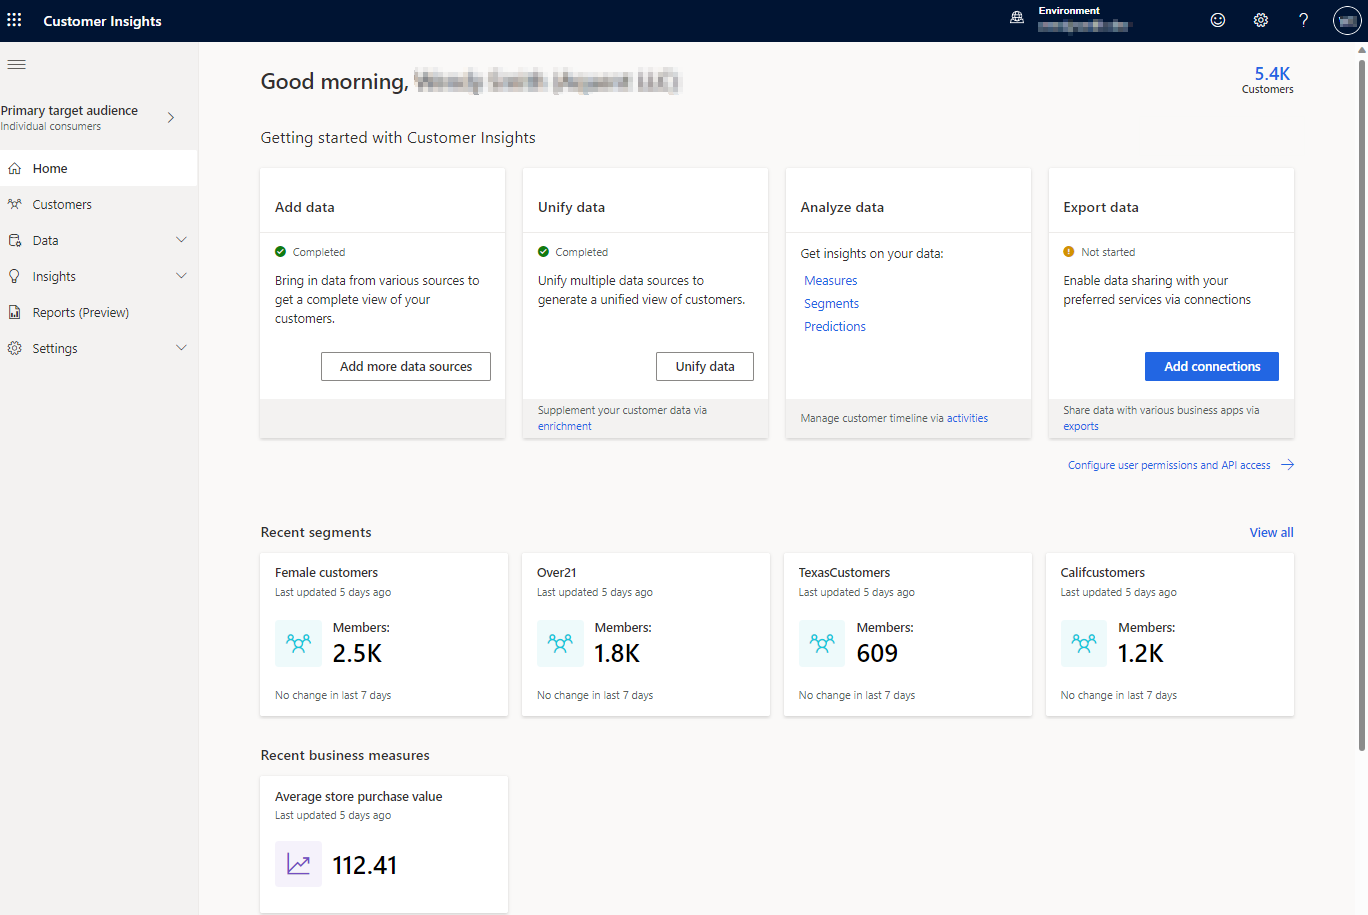 Customer Insights
Environment
Primary target audience
Individual consumers
Home
Customers
Data
Insights
Reports (Preview)
Settings
Good morning,
5.4K
Customers
Getting started with Customer Insights
Add data
Completed
Bring in data from various sources to
get a complete view of your
customers.
Add more data sources
Unify data
Completed
Unify multiple data sources to
generate a unified view of customers.
Unify data
Supplement your customer data via
enrichment
Analyze data
Get insights on your data:
Measures
Segments
Predictions
Manage customer timeline via activities
Export data
Not started
Enable data sharing with your
preferred services via connections
Add connections
Share data with various business apps via
exports
Configure user permissions and API access
Recent segments
View all
Female customers
Last updated 5 days ago
Members:
2.5K
No change in last 7 days
Over21
Last updated 5 days ago
Members:
1.8K
No change in last 7 days
TexasCustomers
Last updated 5 days ago
Members:
609
No change in last 7 days
Califcustomers
Last updated 5 days ago
Members:
1.2K
No change in last 7 days
Recent business measures
Average store purchase value
Last updated 5 days ago
112.41